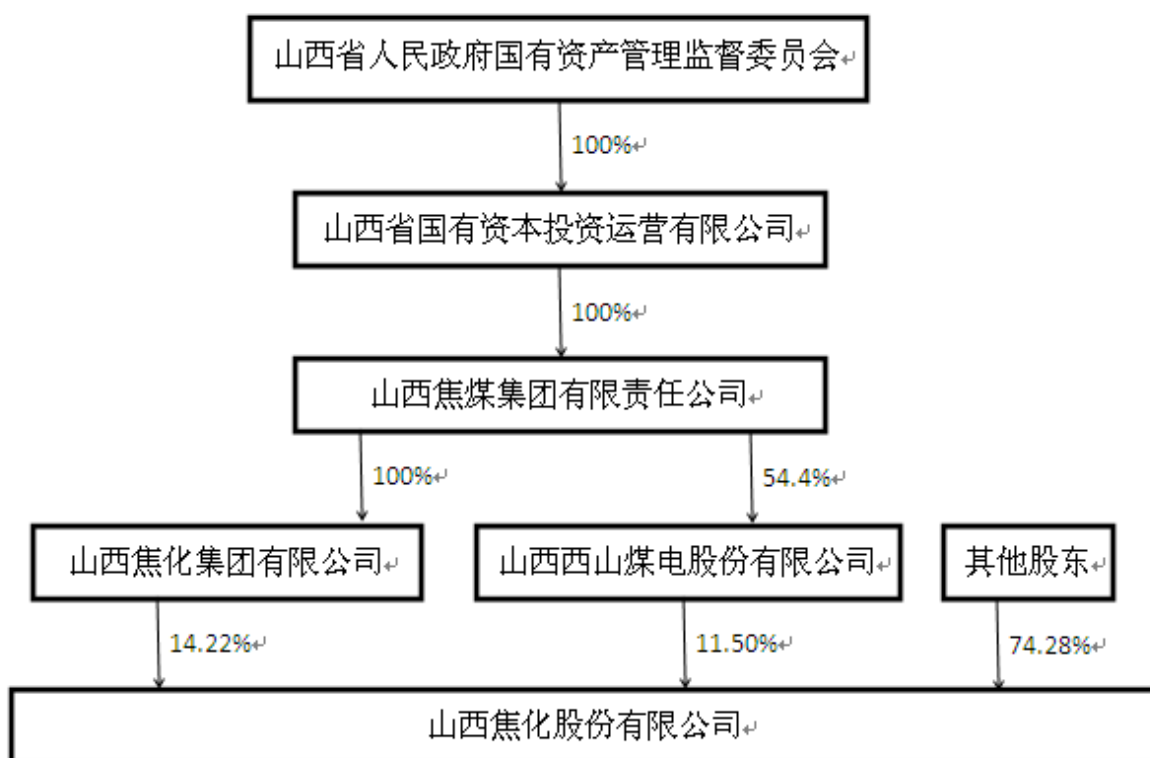 山西省人民政府国有资产管理监督委员会
100%
山西省国有资本投资运营有限公司
100%
山西焦煤集团有限责任公司
100%
54.4%
山西焦化集团有限公司
山西西山煤电股份有限公司
其他股东
14.22%
11.50%
74.28%
山西焦化股份有限公司